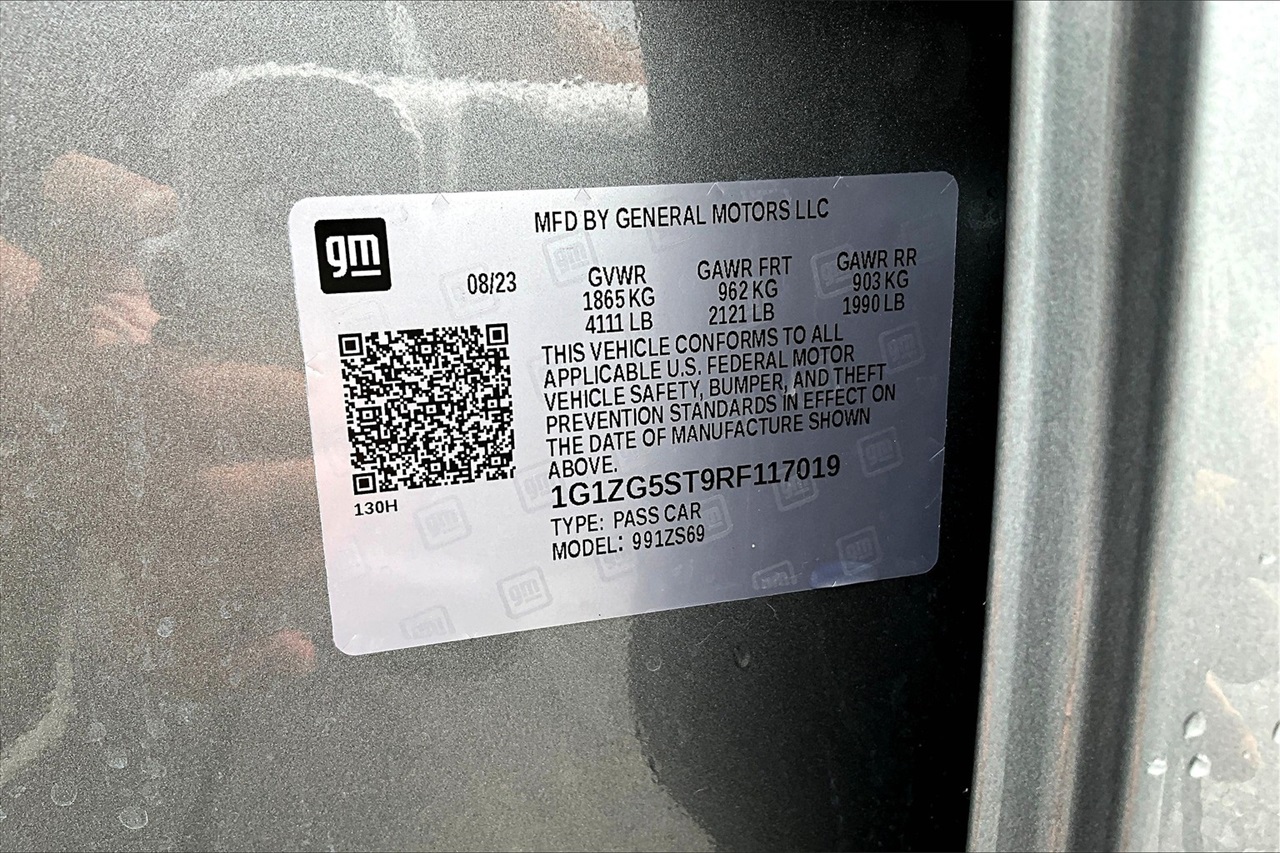 MFD BY GENERAL MOTORS LLC
gm
08/23
GVWR
1865 KG
4111 LB
GAWR FRT
962 KG
2121 LB
GAWR RR
903 KG
1990 LB
THIS VEHICLE CONFORMS TO ALL
APPLICABLE U.S. FEDERAL MOTOR
VEHICLE SAFETY, BUMPER, AND THEFT
PREVENTION STANDARDS IN EFFECT ON
THE DATE OF MANUFACTURE SHOWN
ABOVE.
1G1ZG5ST9RF117019
TYPE: PASS CAR
MODEL: 991ZS69
130H